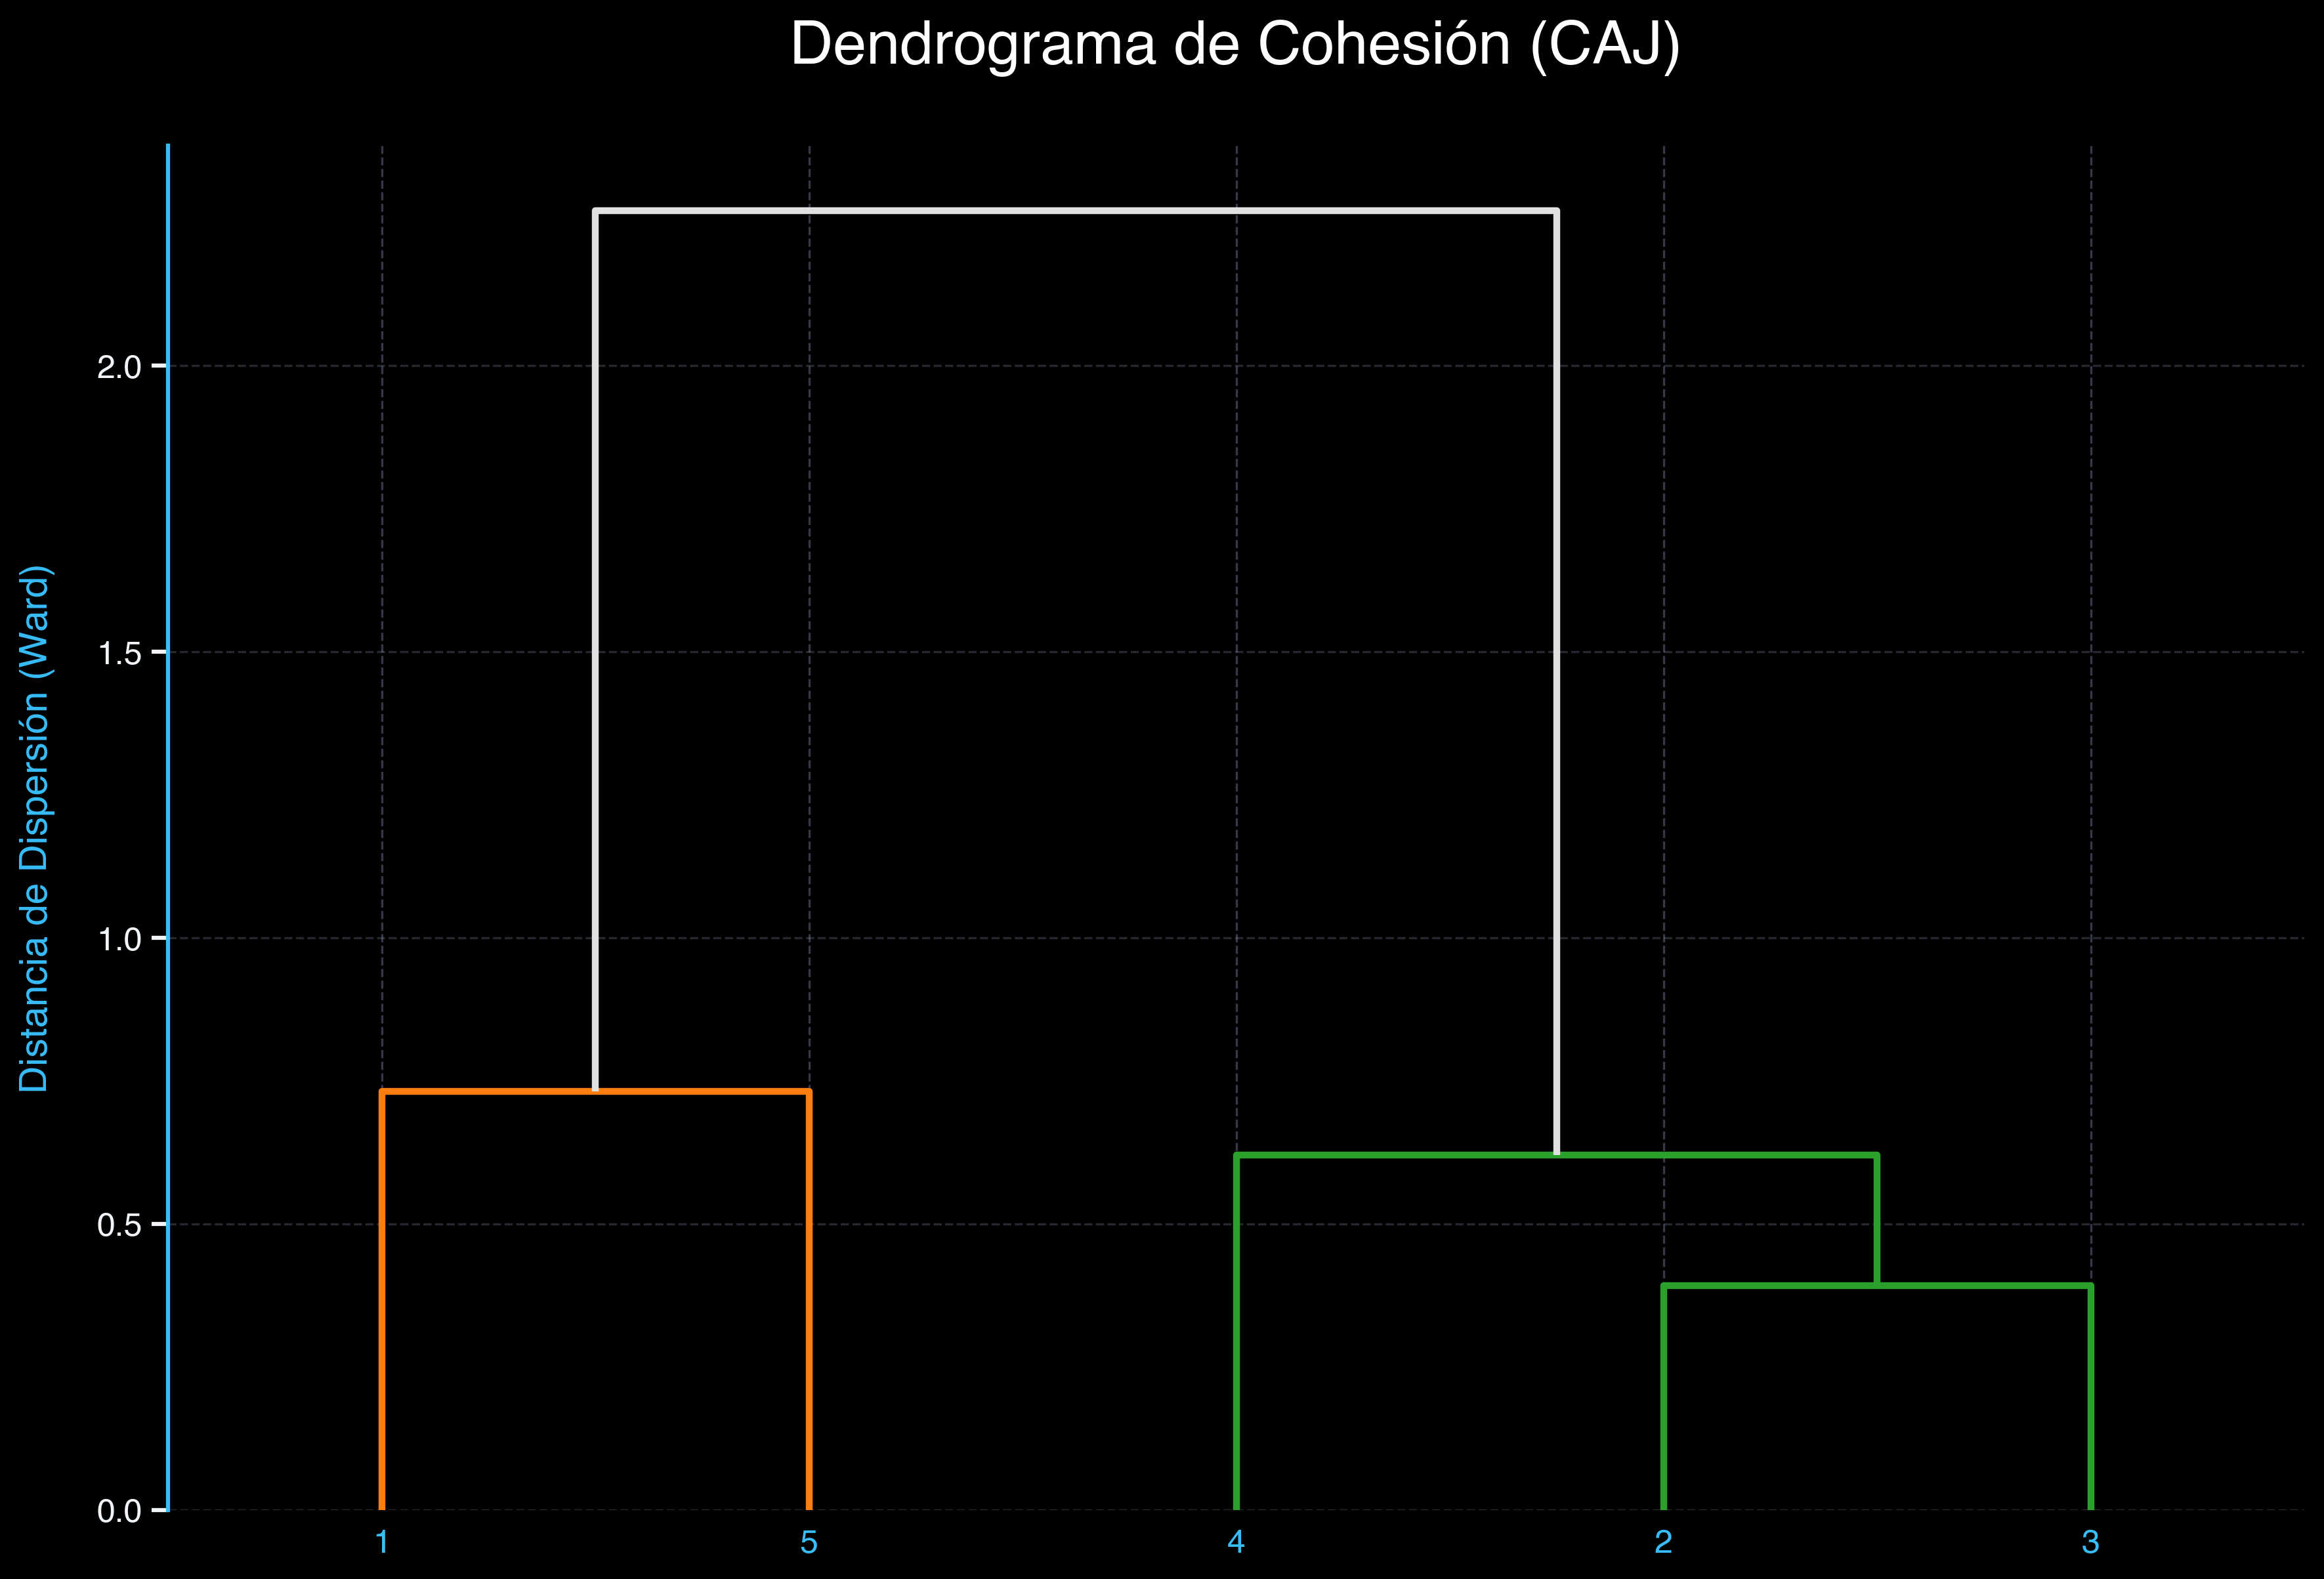 Dendrograma de Cohesión (CAJ)
Distancia de Dispersión (Ward)
2.0
1.5
1.0
0.5
0.0
1 5 4 2 3